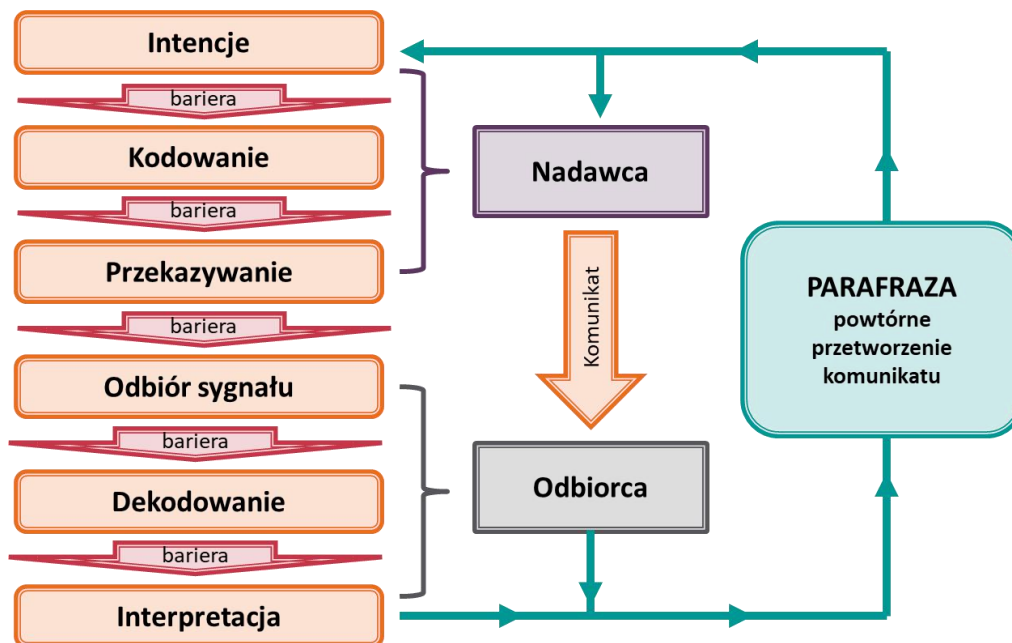 Intencje
bariera
Kodowanie
bariera
Przekazywanie
bariera
Odbiór sygnału
bariera
Dekodowanie
bariera
Interpretacja
Nadawca
Komunikat
Odbiorca
PARAFRAZA
powtórne
przetworzenie
komunikatu